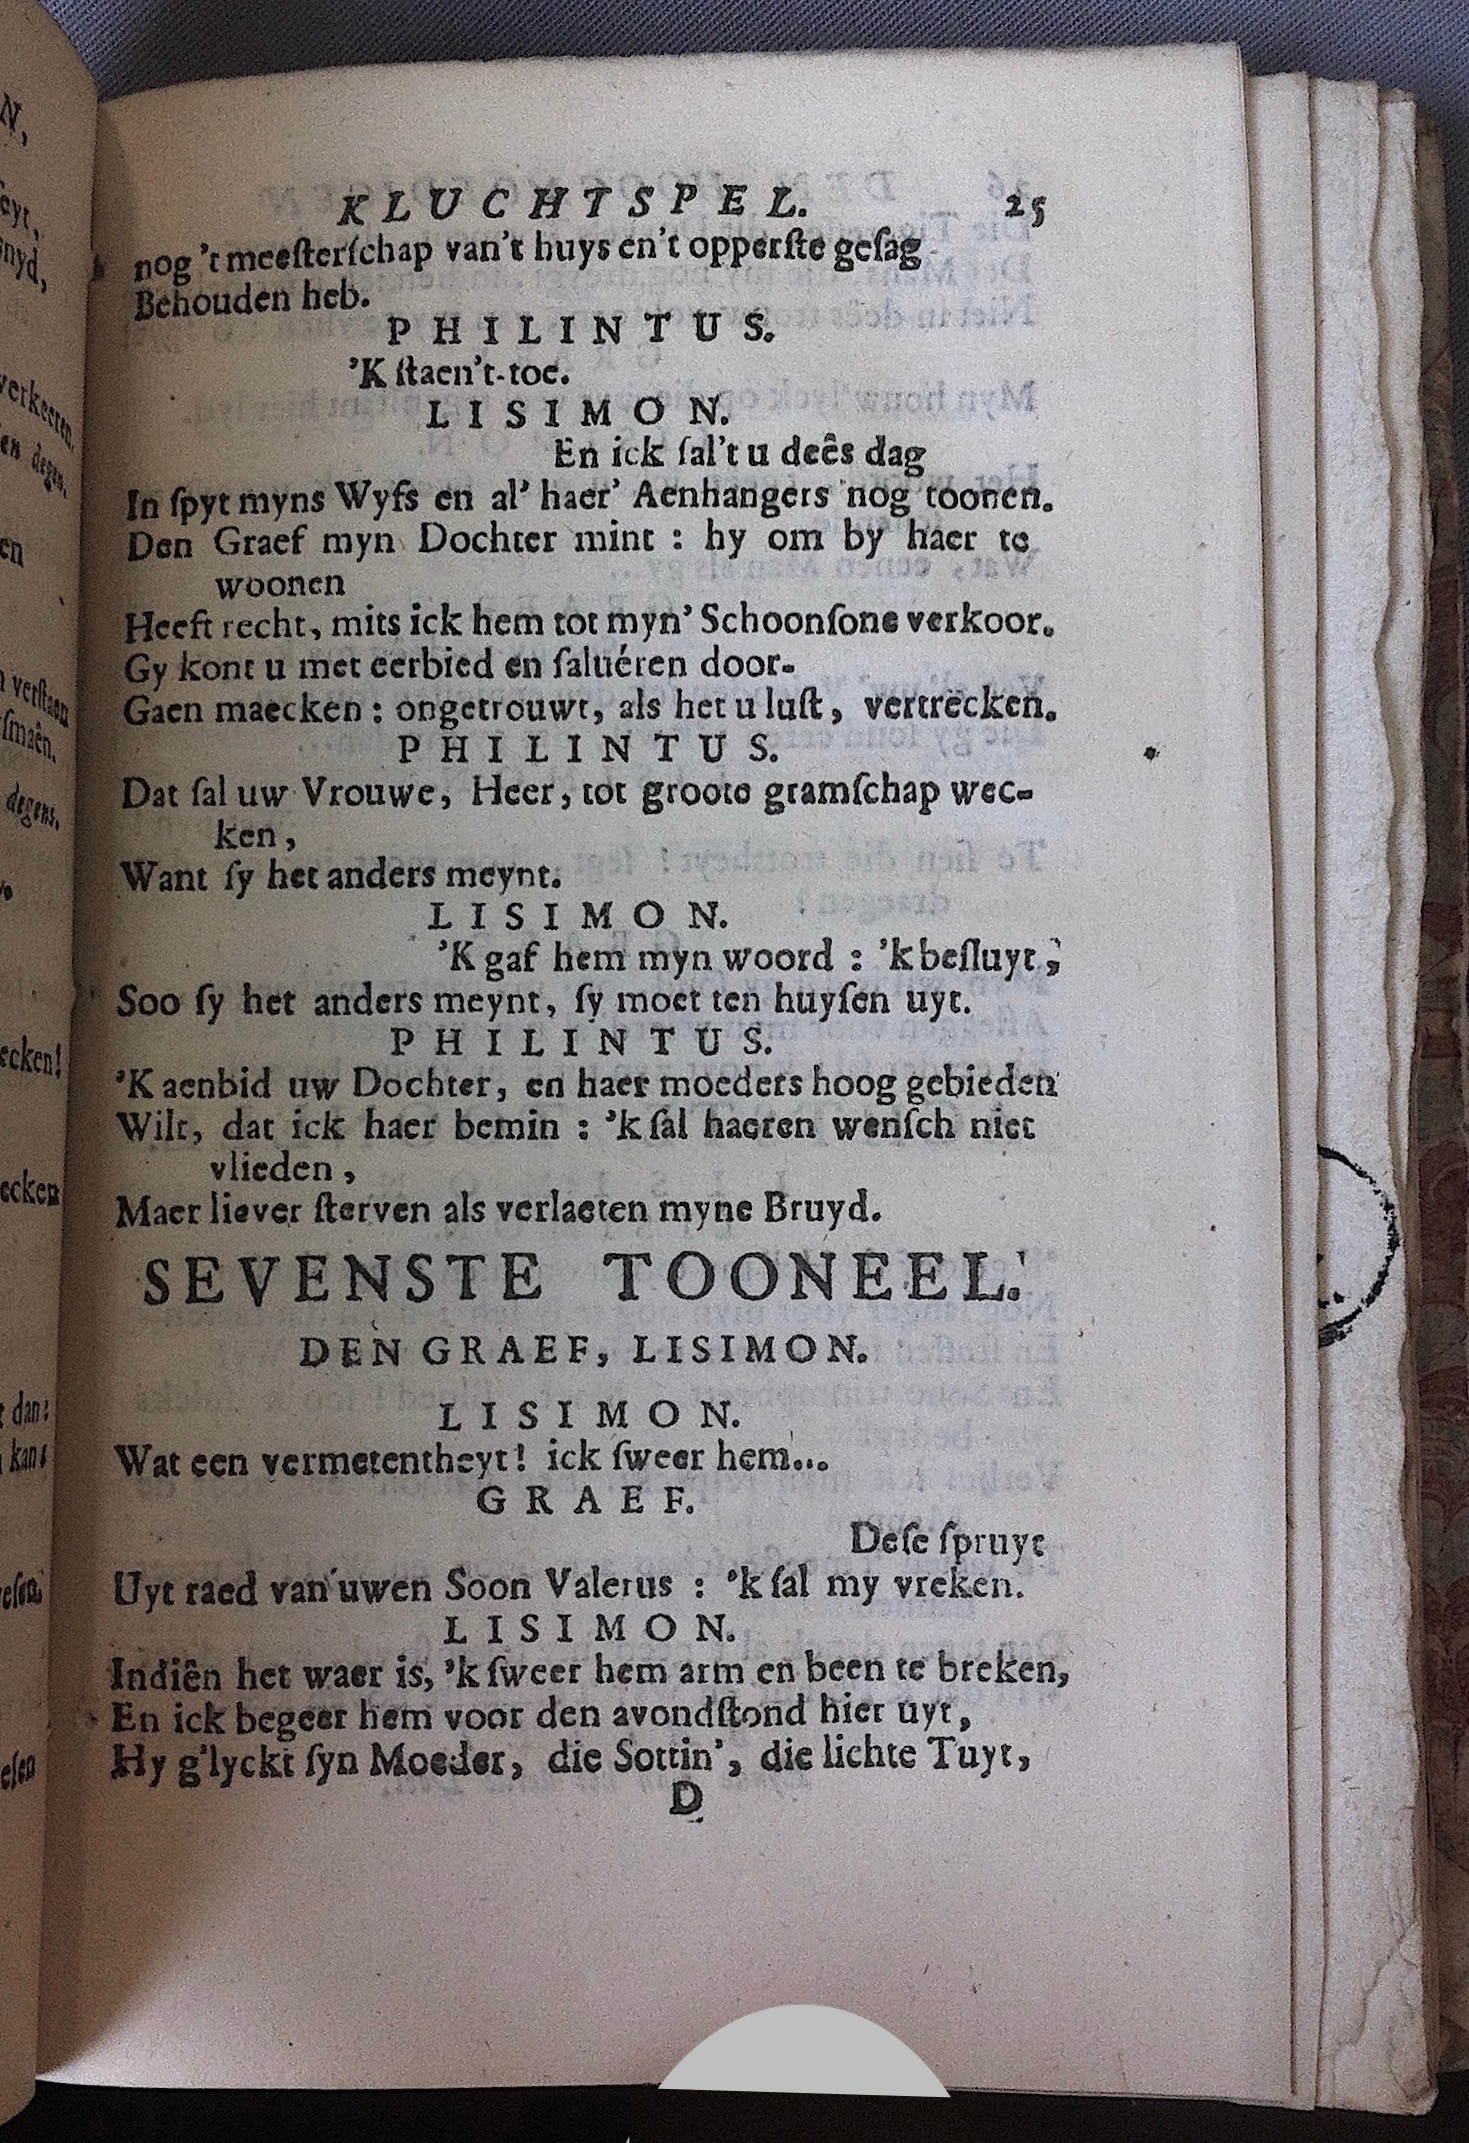 KLUCHTSPEL. 25
nog 't meeſterſchap van't huys en't opperſte geſag
Behouden heb.
PHILINTUS.
'K ſtaen't-toe.
LISIMON.
En ick ſal't u deês dag
In ſpyt myns Wyfs en al' haer' Aenhangers nog toonen.
Den Graef myn Dochter mint : hy om by haer te
woonen
Heeft recht, mits ick hem tot myn' Schoonſone verkoor.
Gy kont u met eerbied en ſaluéren door-
Gaen maecken : ongetrouwt, als het u luſt, vertrecken.
PHILINTUS.
Dat ſal uw Vrouwe, Heer, tot groote gramſchap wec-
ken,
Want ſy het anders meynt.
LISIMON.
'K gaf hem myn woord : 'k beſluyt,
Soo ſy het anders meynt, ſy moet ten huyſen uyt.
PHILINTUS.
'K aenbid uw Dochter, en haer moeders hoog gebieden
Wilt, dat ick haer bemin : 'k ſal haeren wenſch niet
vlieden,
Maer liever ſterven als verlaeten myne Bruyd.
SEVENSTE TOONEEL.
DEN GRAEF, LISIMON.
LISIMON.
Wat een vermetentheyt! ick ſweer hem...
GRAEF.
Deſe ſpruyt
Uyt raed van uwen Soon Valerus : 'k ſal my vreken.
LISIMON.
Indiên het waer is, 'k ſweer hem arm en been te breken,
En ick begeer hem voor den avondſtond hier uyt,
Hy g'lyckt ſyn Moeder, die Sottin', die lichte Tuyt,
D